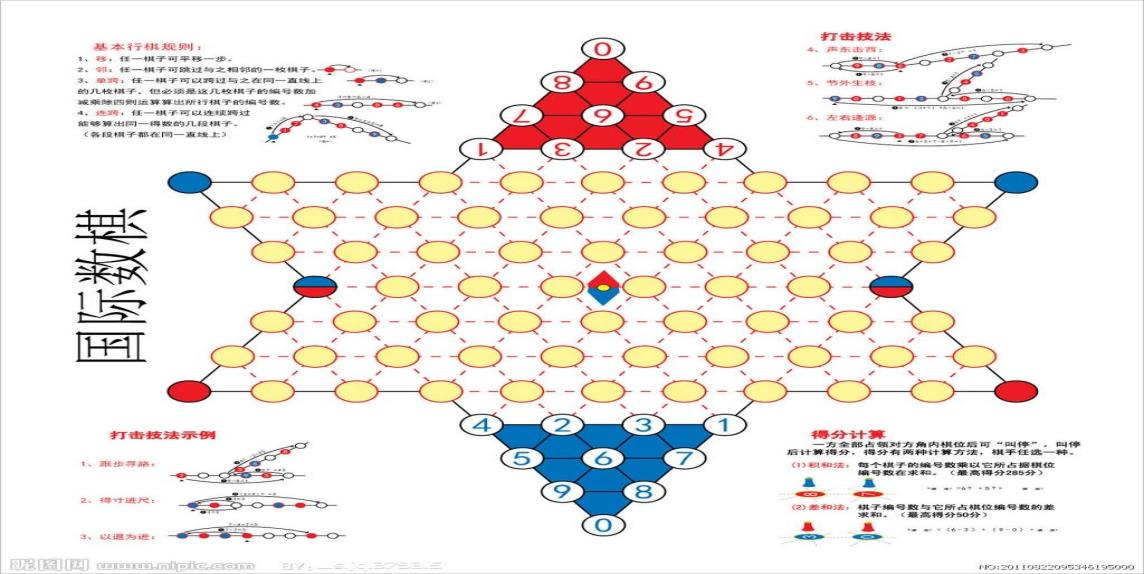 国际数棋
基本行棋规则：
1、移：任一棋子可平移一步。
2、邻：任一棋子可跳过与之相邻的一枚棋子。
3、单跨：任一棋子可以跨过与之在同一直线上
的几枚棋子，但必须是这几枚棋子的编号数加
减乘除四则运算算出所行棋子的编号数。
4、连跨：任一棋子可以连续跨过
能够算出同一得数的几段棋子。
（各段棋子都在同一直线上）
打击技法
4、声东击西：
5、节外生枝：
6、左右逢源：
0
8 9
7 6 5
1 3 2 4
4 2 3 1
5 6 7
9 8
0
打击技法示例
1、跟步寻路：
2、得寸进尺：
3、以退为进：
得分计算
一方全部占领对方角内棋位后可“叫停”，叫停
后计算得分，得分有两种计算方法，棋手任选一种。
(1)积和法：每个棋子的编号数乘以它所占据棋位
编号数在求和。（最高得分285分）
(2)差和法：棋子编号数与它所占棋位编号数的差
求和。（最高得分50分）
昵图网 www.nipic.com
NO:20110822095346195000